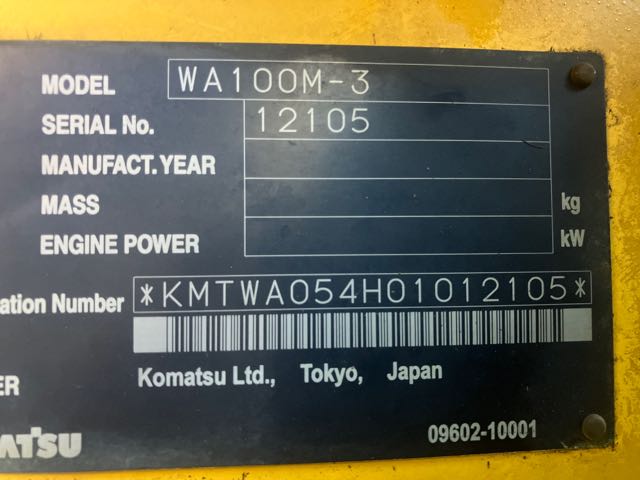 MODEL WA100M-3
SERIAL No. 12105
MANUFACT.YEAR
MASS kg
ENGINE POWER kW
ation Number *KMTWA054H01012105*
ER Komatsu Ltd., Tokyo, Japan
ATSU 09602-10001